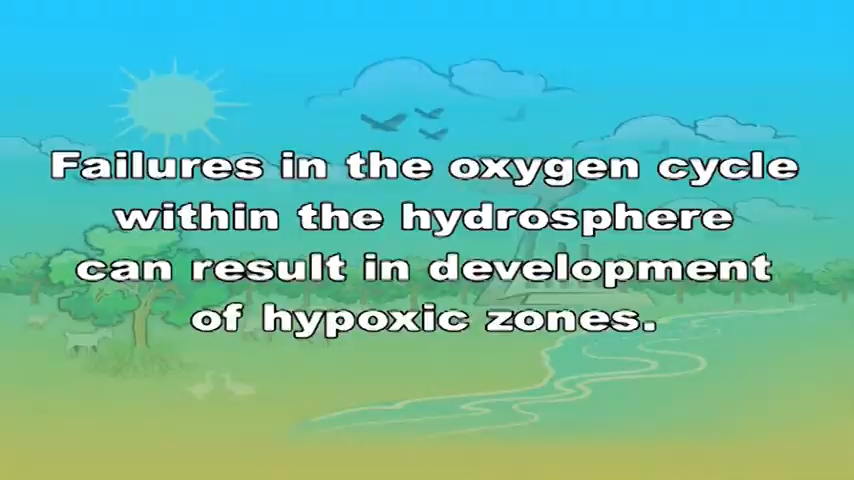 Failures in the oxygen cycle
within the hydrosphere
can result in development
of hypoxic zones.